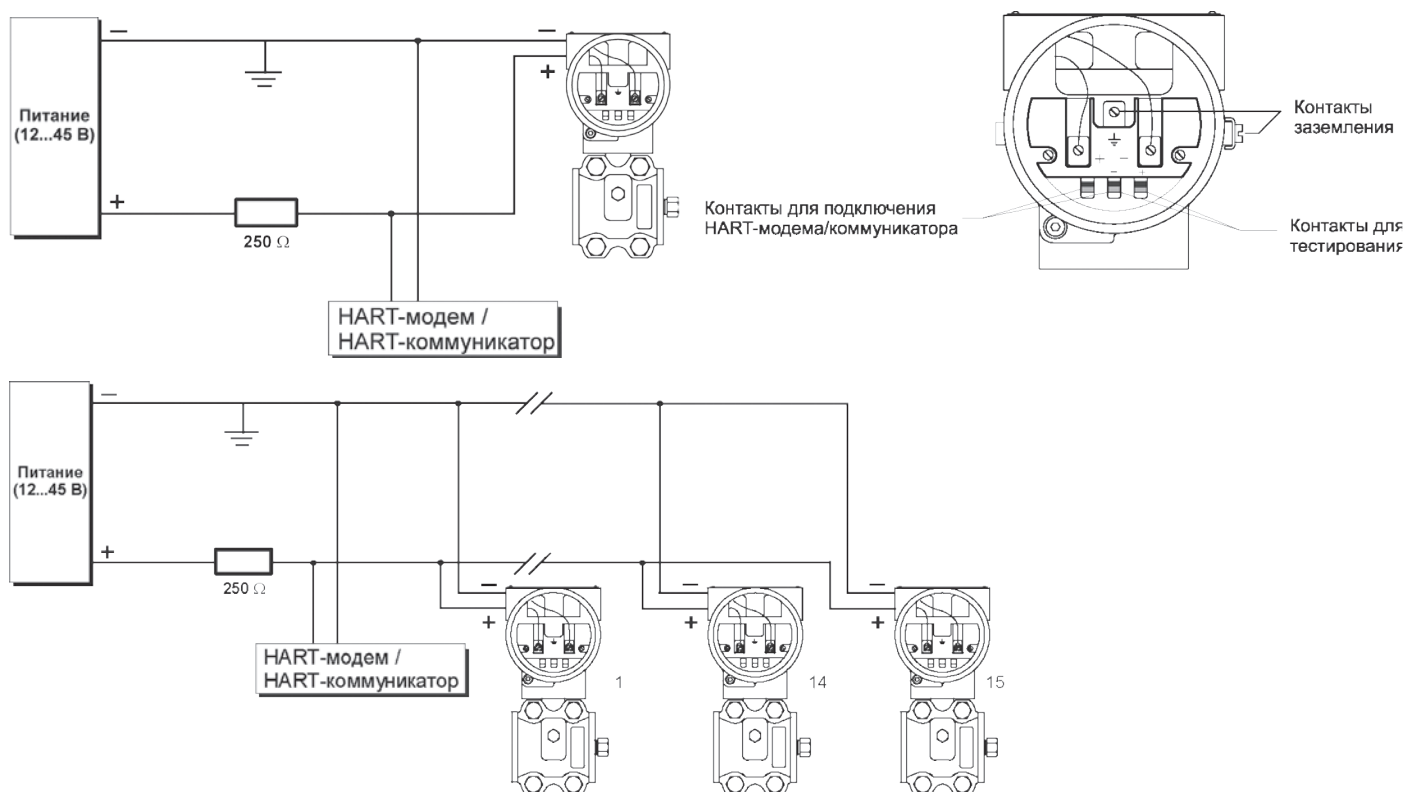 −
Питание
(12...45 В)
+
250 Ω
−
+
HART-модем /
HART-коммуникатор
Контакты
заземления
+ −
− +
Контакты для подключения
HART-модема/коммуникатора
Контакты для
тестирования
−
Питание
(12...45 В)
+
250 Ω
HART-модем /
HART-коммуникатор
−
+
1
−
+
14
−
+
15